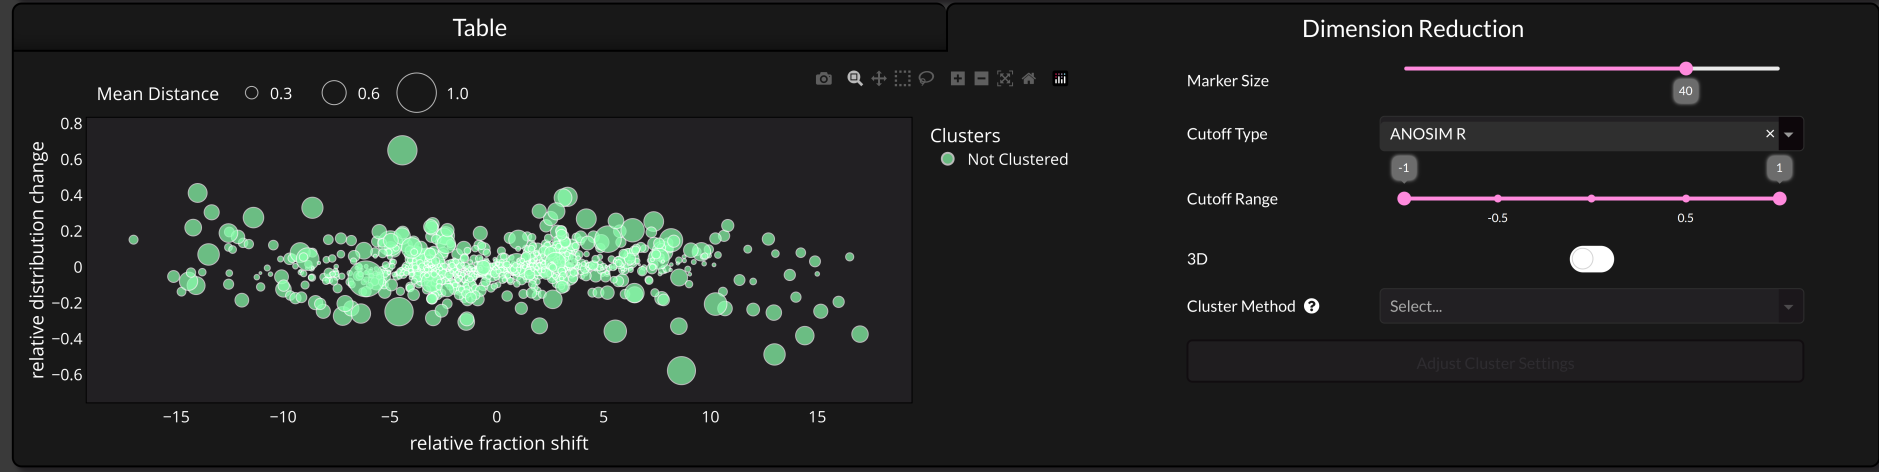 Table
Dimension Reduction
Mean Distance 0.3 0.6 1.0
relative distribution change
0.8
0.6
0.4
0.2
0
−0.2
−0.4
−0.6
−15 −10 −5 0 5 10 15
relative fraction shift
Clusters
Not Clustered
Marker Size
40
Cutoff Type ANOSIM R ×
-1 1
Cutoff Range
-0.5 0.5
3D
Cluster Method ? Select...
Adjust Cluster Settings